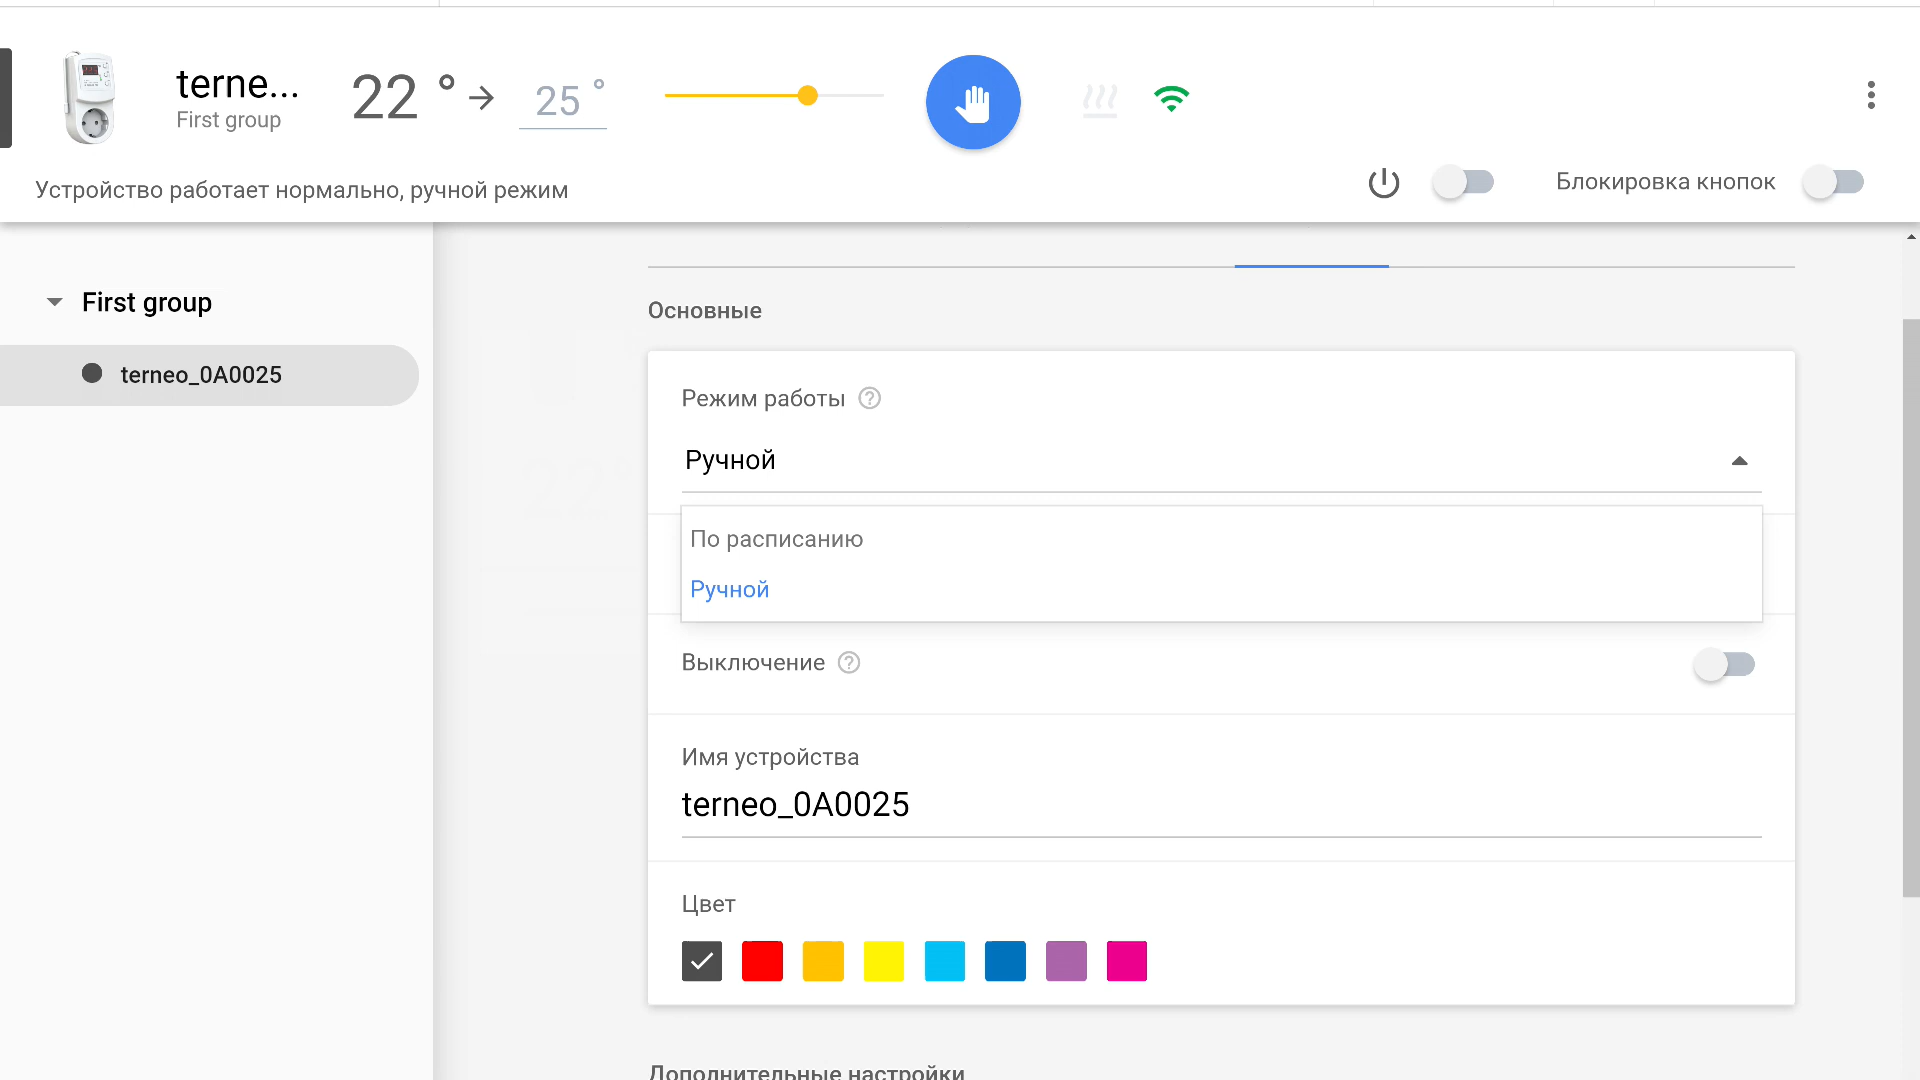 terne...
First group
22 ° → 25 °
Устройство работает нормально, ручной режим
Блокировка кнопок
First group
terneo_0A0025
Основные
Режим работы ?
Ручной
По расписанию
Ручной
Выключение ?
Имя устройства
terneo_0A0025
Цвет
Дополнительные настройки